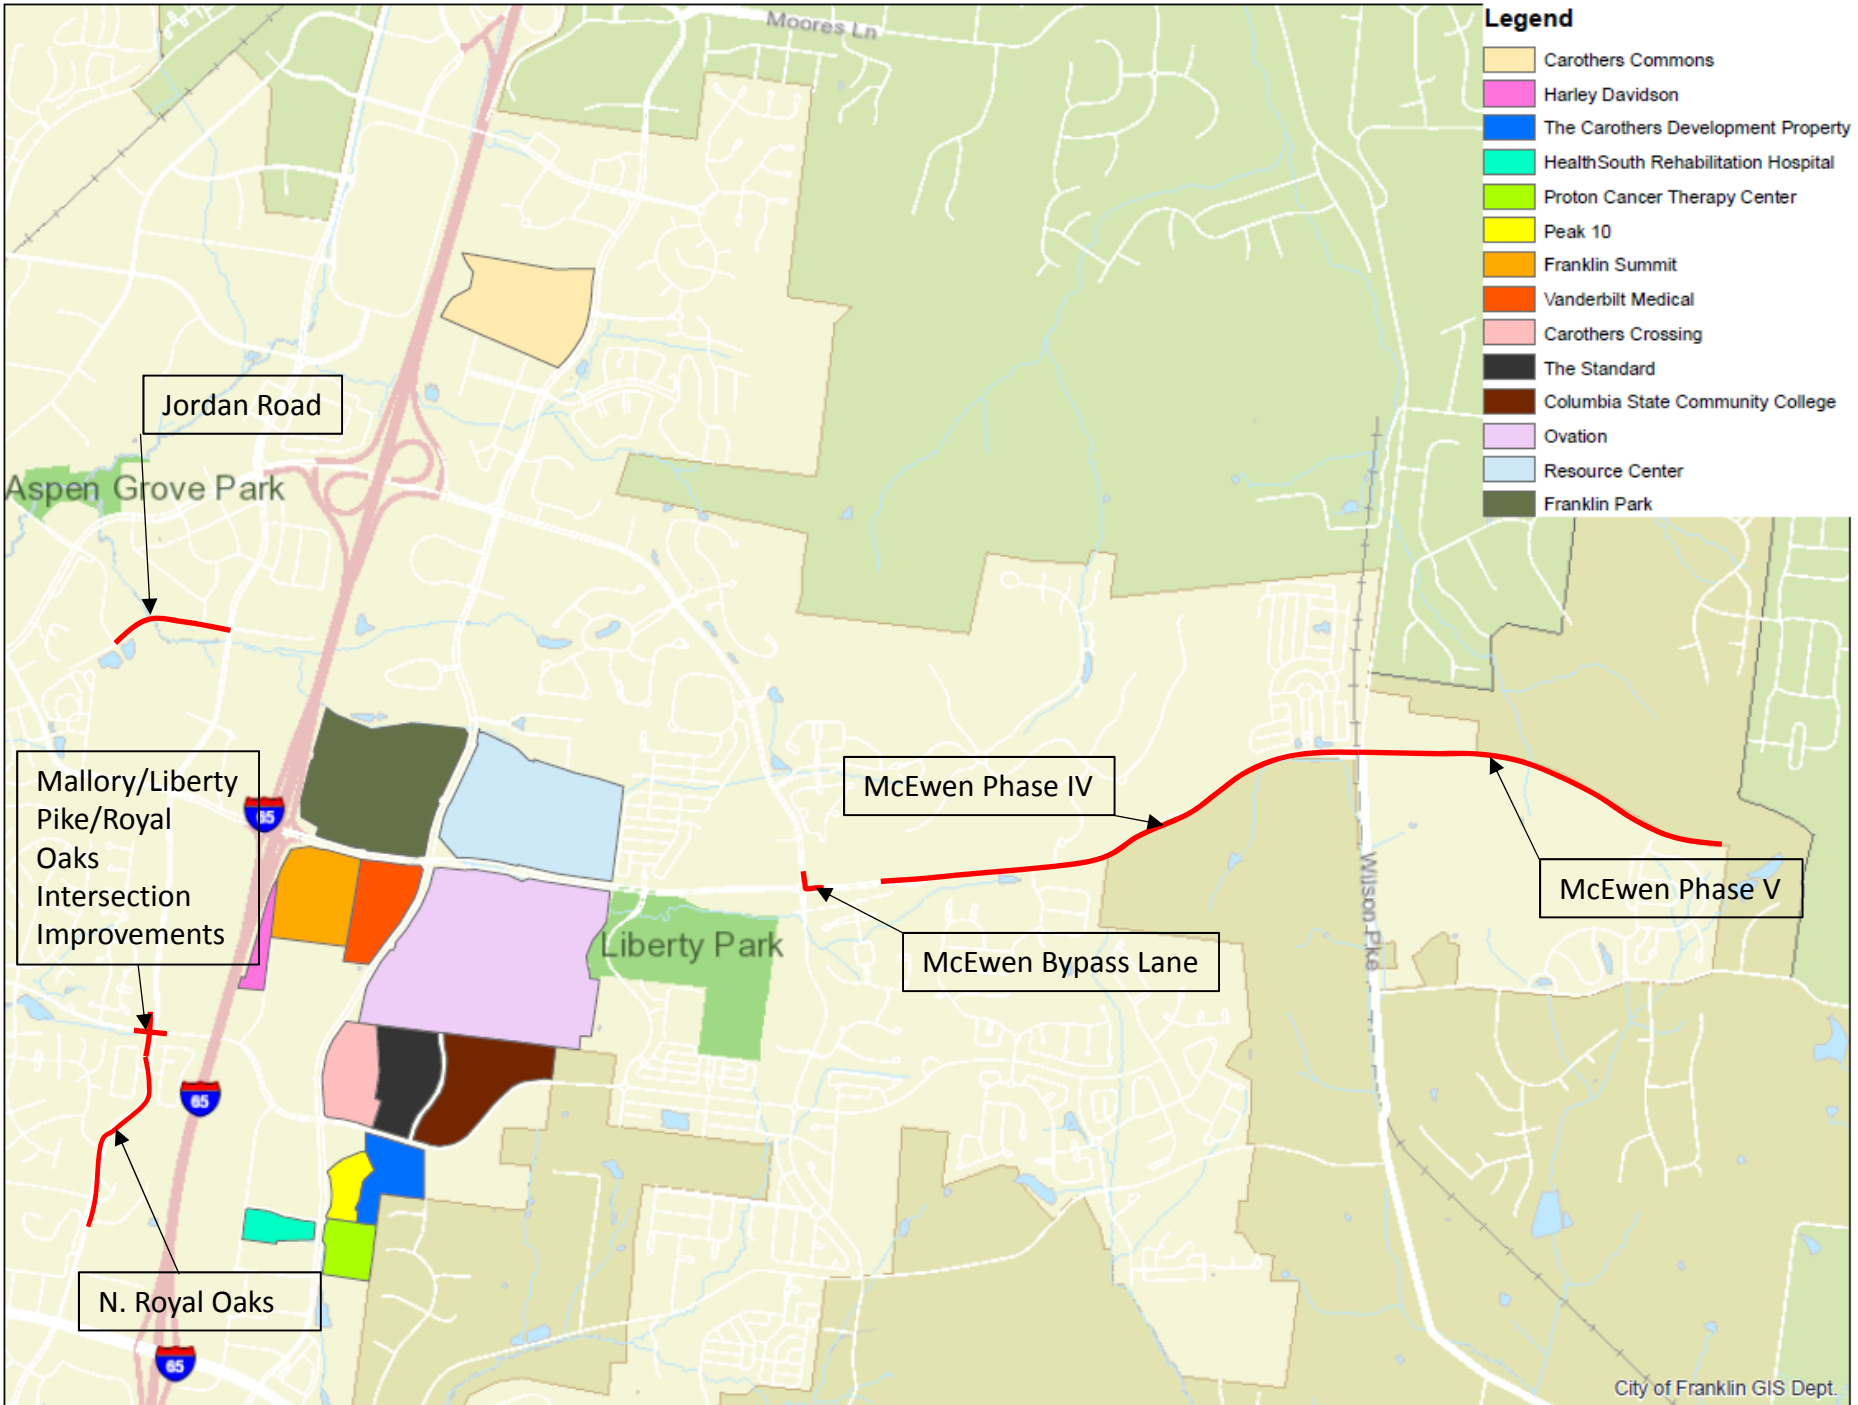 Moores Ln
Legend
Carothers Commons
Harley Davidson
The Carothers Development Property
HealthSouth Rehabilitation Hospital
Proton Cancer Therapy Center
Peak 10
Franklin Summit
Vanderbilt Medical
Carothers Crossing
The Standard
Columbia State Community College
Ovation
Resource Center
Franklin Park
Jordan Road
Aspen Grove Park
Mallory/Liberty
Pike/Royal
Oaks
Intersection
Improvements
65
McEwen Phase IV
McEwen Phase V
Wilson Pke
Liberty Park
McEwen Bypass Lane
65
N. Royal Oaks
65
City of Franklin GIS Dept.